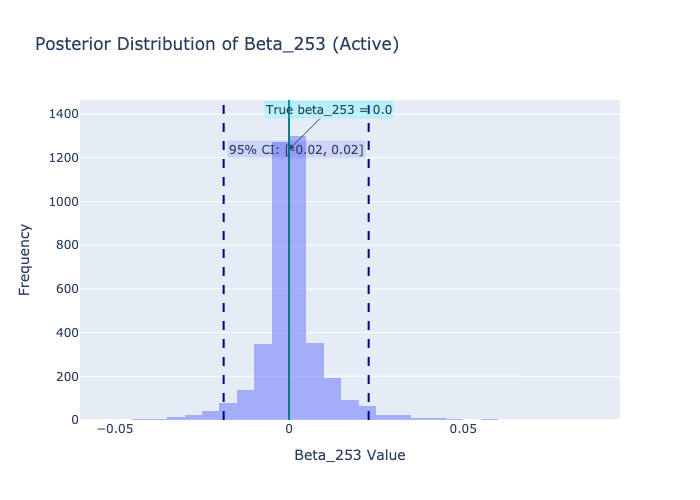 Posterior Distribution of Beta_253 (Active)
True beta_253 = 0.0
95% CI: [-0.02, 0.02]
1400
1200
1000
800
600
400
200
0
Frequency
−0.05
0
0.05
Beta_253 Value